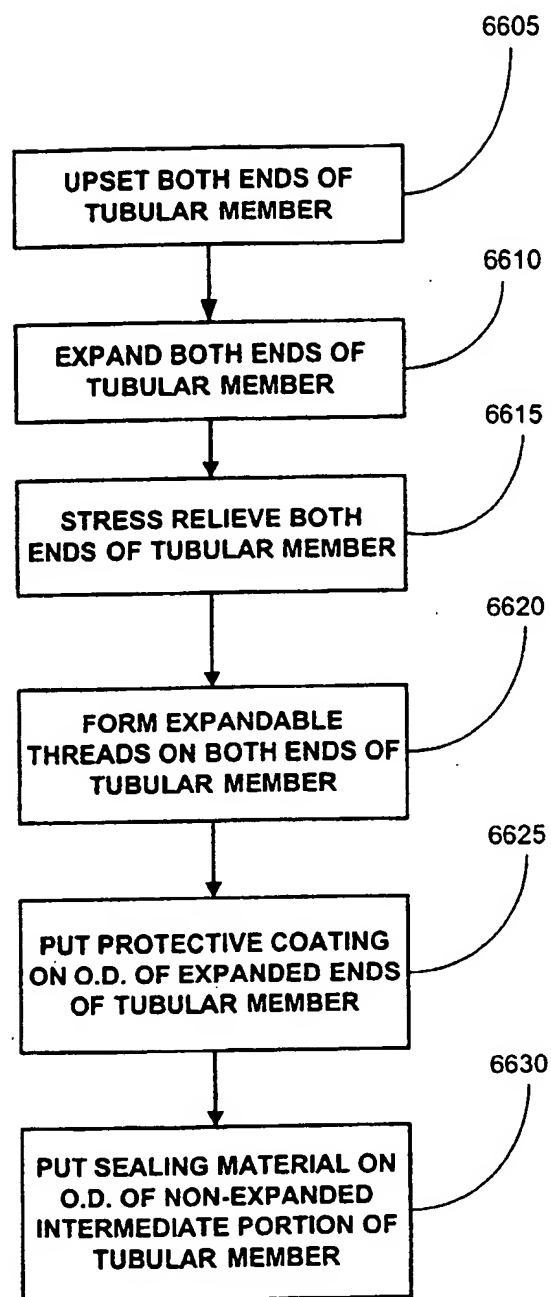 6605
UPSET BOTH ENDS OF
TUBULAR MEMBER
6610
EXPAND BOTH ENDS OF
TUBULAR MEMBER
6615
STRESS RELIEVE BOTH
ENDS OF TUBULAR MEMBER
6620
FORM EXPANDABLE
THREADS ON BOTH ENDS OF
TUBULAR MEMBER
6625
PUT PROTECTIVE COATING
ON O.D. OF EXPANDED ENDS
OF TUBULAR MEMBER
6630
PUT SEALING MATERIAL ON
O.D. OF NON-EXPANDED
INTERMEDIATE PORTION OF
TUBULAR MEMBER